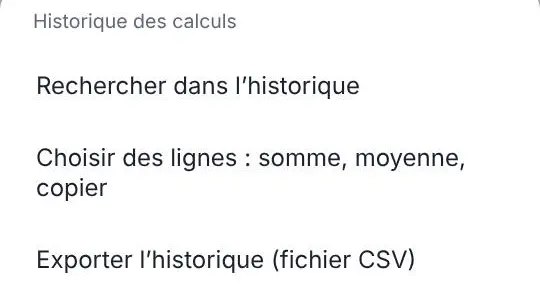 Historique des calculs
Rechercher dans l’historique
Choisir des lignes : somme, moyenne,
copier
Exporter l’historique (fichier CSV)